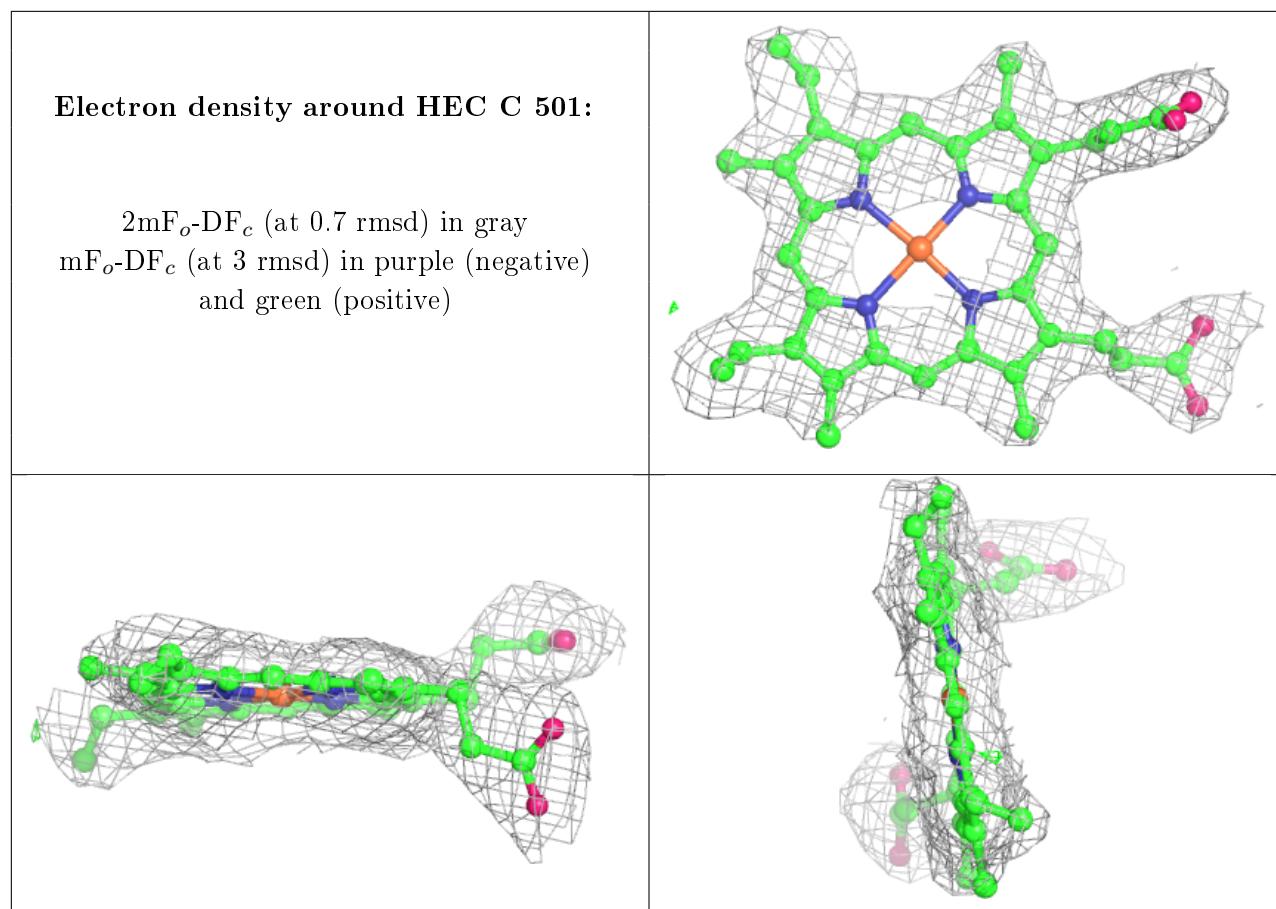 Electron density around HEC C 501:
2mFₒ-DF𝒸 (at 0.7 rmsd) in gray
mFₒ-DF𝒸 (at 3 rmsd) in purple (negative)
and green (positive)